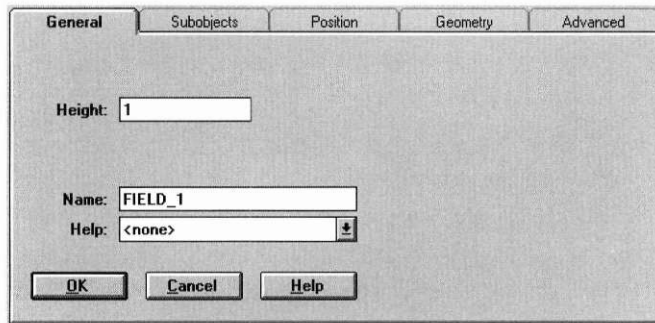 General Subobjects Position Geometry Advanced
Height: 1
Name: FIELD_1
Help: <none>
OK Cancel Help